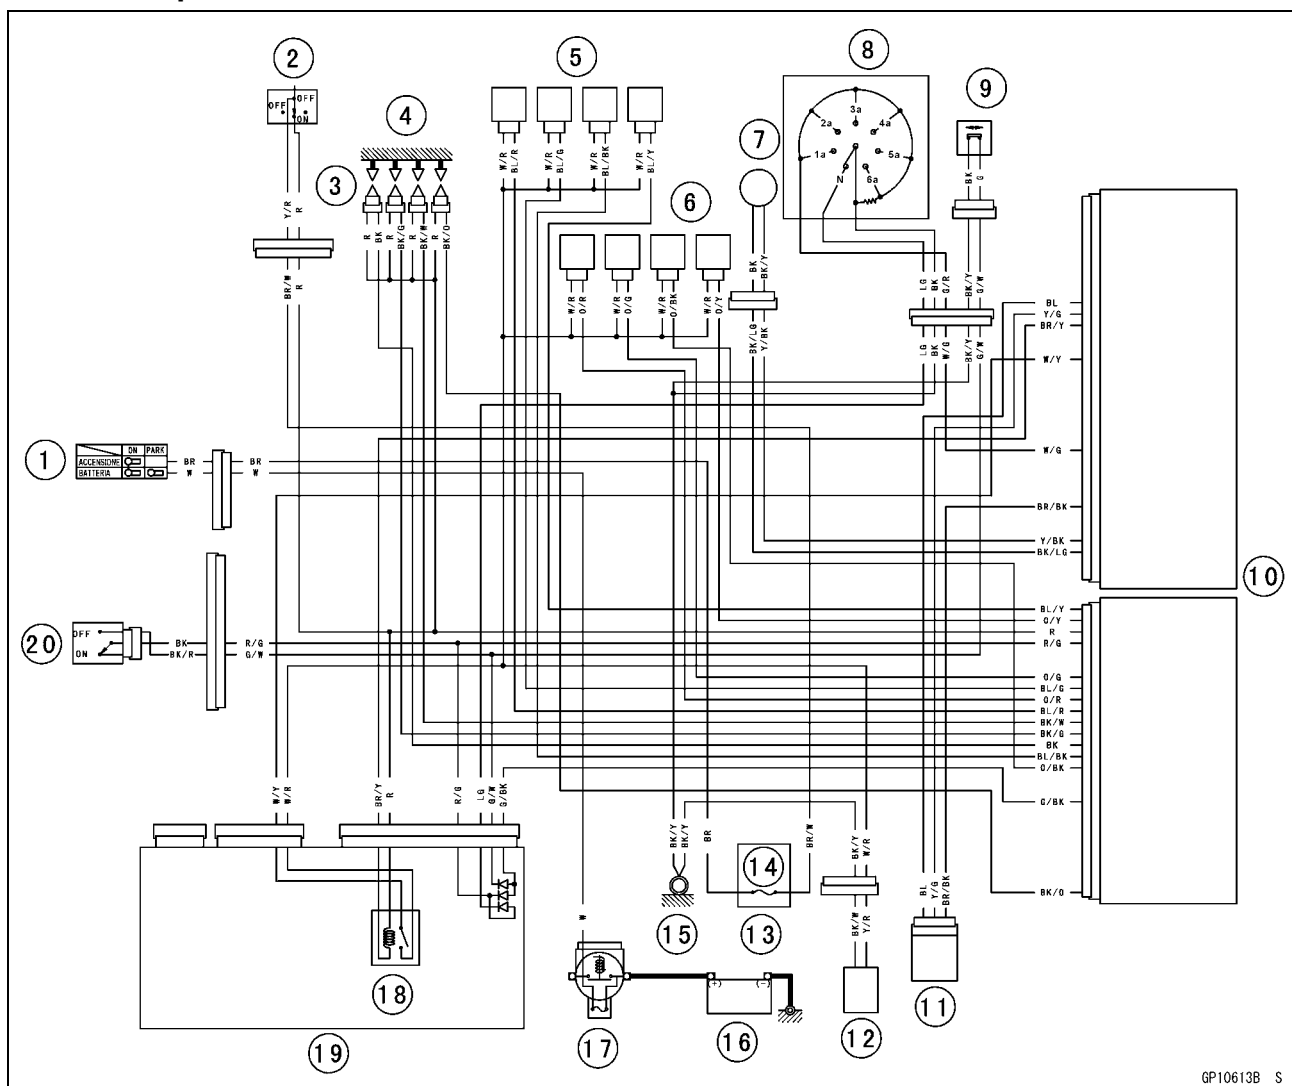 2
8
5
OFF
OFF
ON
4
9
3a
2a
4a
7
1a
5a
N
6a
3
6
W/R
BL/R
W/R
BL/G
W/R
BL/BK
W/R
BL/Y
BK
G
Y/R
R
R
BK
R
BK/G
R
BK/W
R
BK/O
BK
BK/Y
LG
BK
G/R
BK/Y
G/W
BR/W
R
W/R
O/R
W/R
O/G
W/R
O/BK
W/R
O/Y
BK/LG
Y/BK
LG
BK
W/G
BK/Y
G/W
BL
Y/G
BR/Y
W/Y
1
ON PARK
ACCENSIONE
BATTERIA
BR
W
BR
W
W/G
BR/BK
Y/BK
BK/LG
10
BL/Y
O/Y
R
R/G
20
OFF
ON
BK
BK/R
R/G
G/W
O/G
BL/G
O/R
BL/R
BK/W
BK/G
BK
BL/BK
O/BK
G/BK
BK/O
W/Y
W/R
BR/Y
R
R/G
LG
G/W
G/BK
BK/Y
BK/Y
BR
BR/W
BK/Y
W/R
14
BL
Y/G
BR/BK
W
15
13
BK/W
Y/R
(+)
(-)
18
11
17
16
12
19
GP10613B S